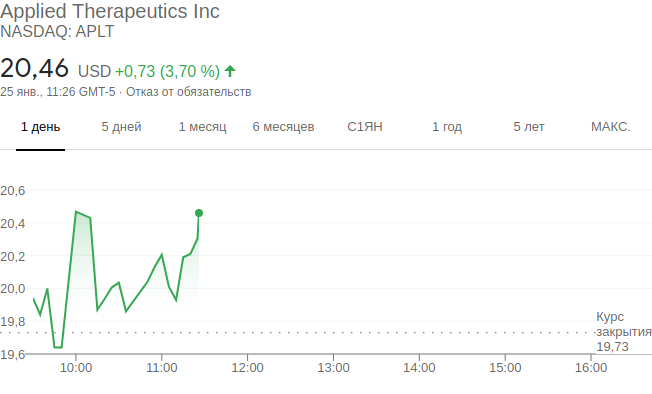 Applied Therapeutics Inc
NASDAQ: APLT
20,46 USD +0,73 (3,70 %)
25 янв., 11:26 GMT-5 · Отказ от обязательств
1 день 5 дней 1 месяц 6 месяцев С1ЯН 1 год 5 лет МАКС.
20,6
20,4
20,2
20,0
19,8
19,6
Курс
закрытия
19,73
10:00 11:00 12:00 13:00 14:00 15:00 16:00